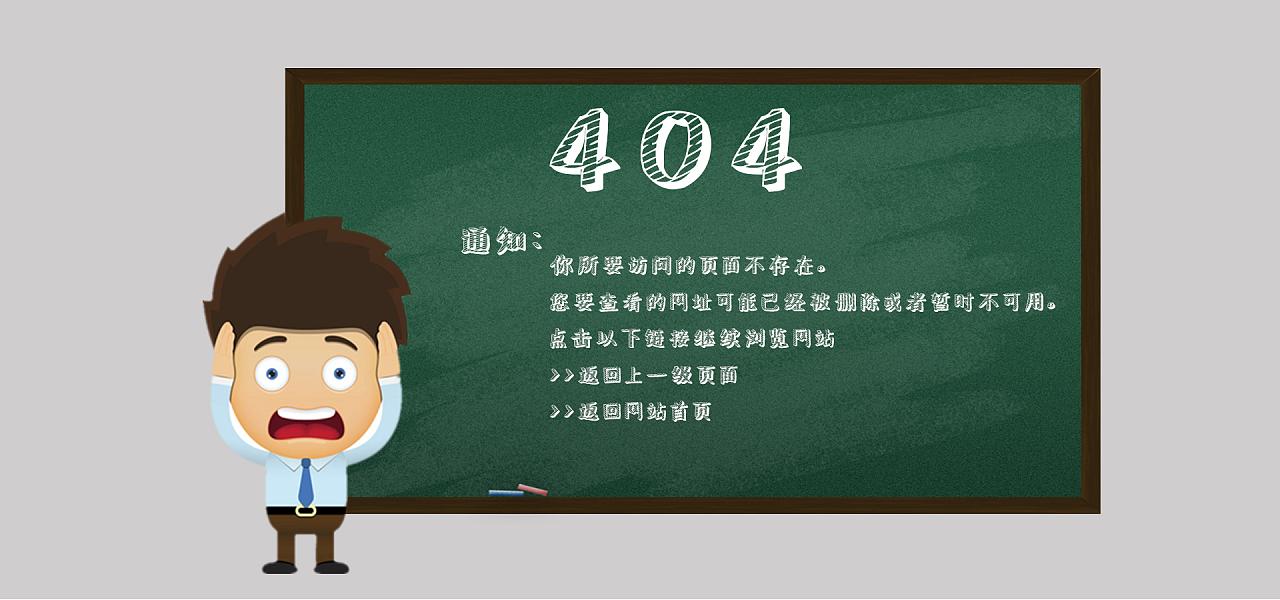 404
通知：
你所要访问的页面不存在。
您要查看的网址可能已经被删除或者暂时不可用。
点击以下链接继续浏览网站
>>返回上一级页面
>>返回网站首页